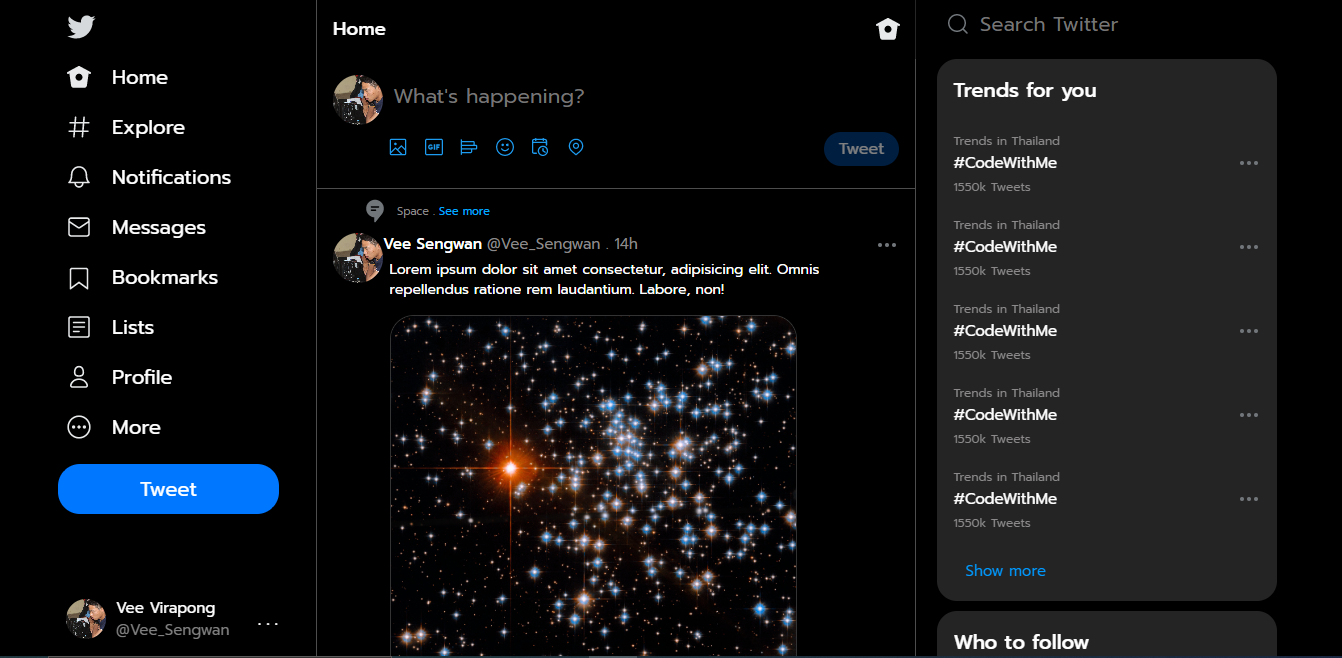 Home
Explore
Notifications
Messages
Bookmarks
Lists
Profile
More
Tweet
Vee Virapong
@Vee_Sengwan
...
Home
What's happening?
GIF
Tweet
Space . See more
Vee Sengwan @Vee_Sengwan . 14h
Lorem ipsum dolor sit amet consectetur, adipisicing elit. Omnis
repellendus ratione rem laudantium. Labore, non!
Search Twitter
Trends for you
Trends in Thailand
#CodeWithMe
1550k Tweets
Trends in Thailand
#CodeWithMe
1550k Tweets
Trends in Thailand
#CodeWithMe
1550k Tweets
Trends in Thailand
#CodeWithMe
1550k Tweets
Trends in Thailand
#CodeWithMe
1550k Tweets
Show more
Who to follow